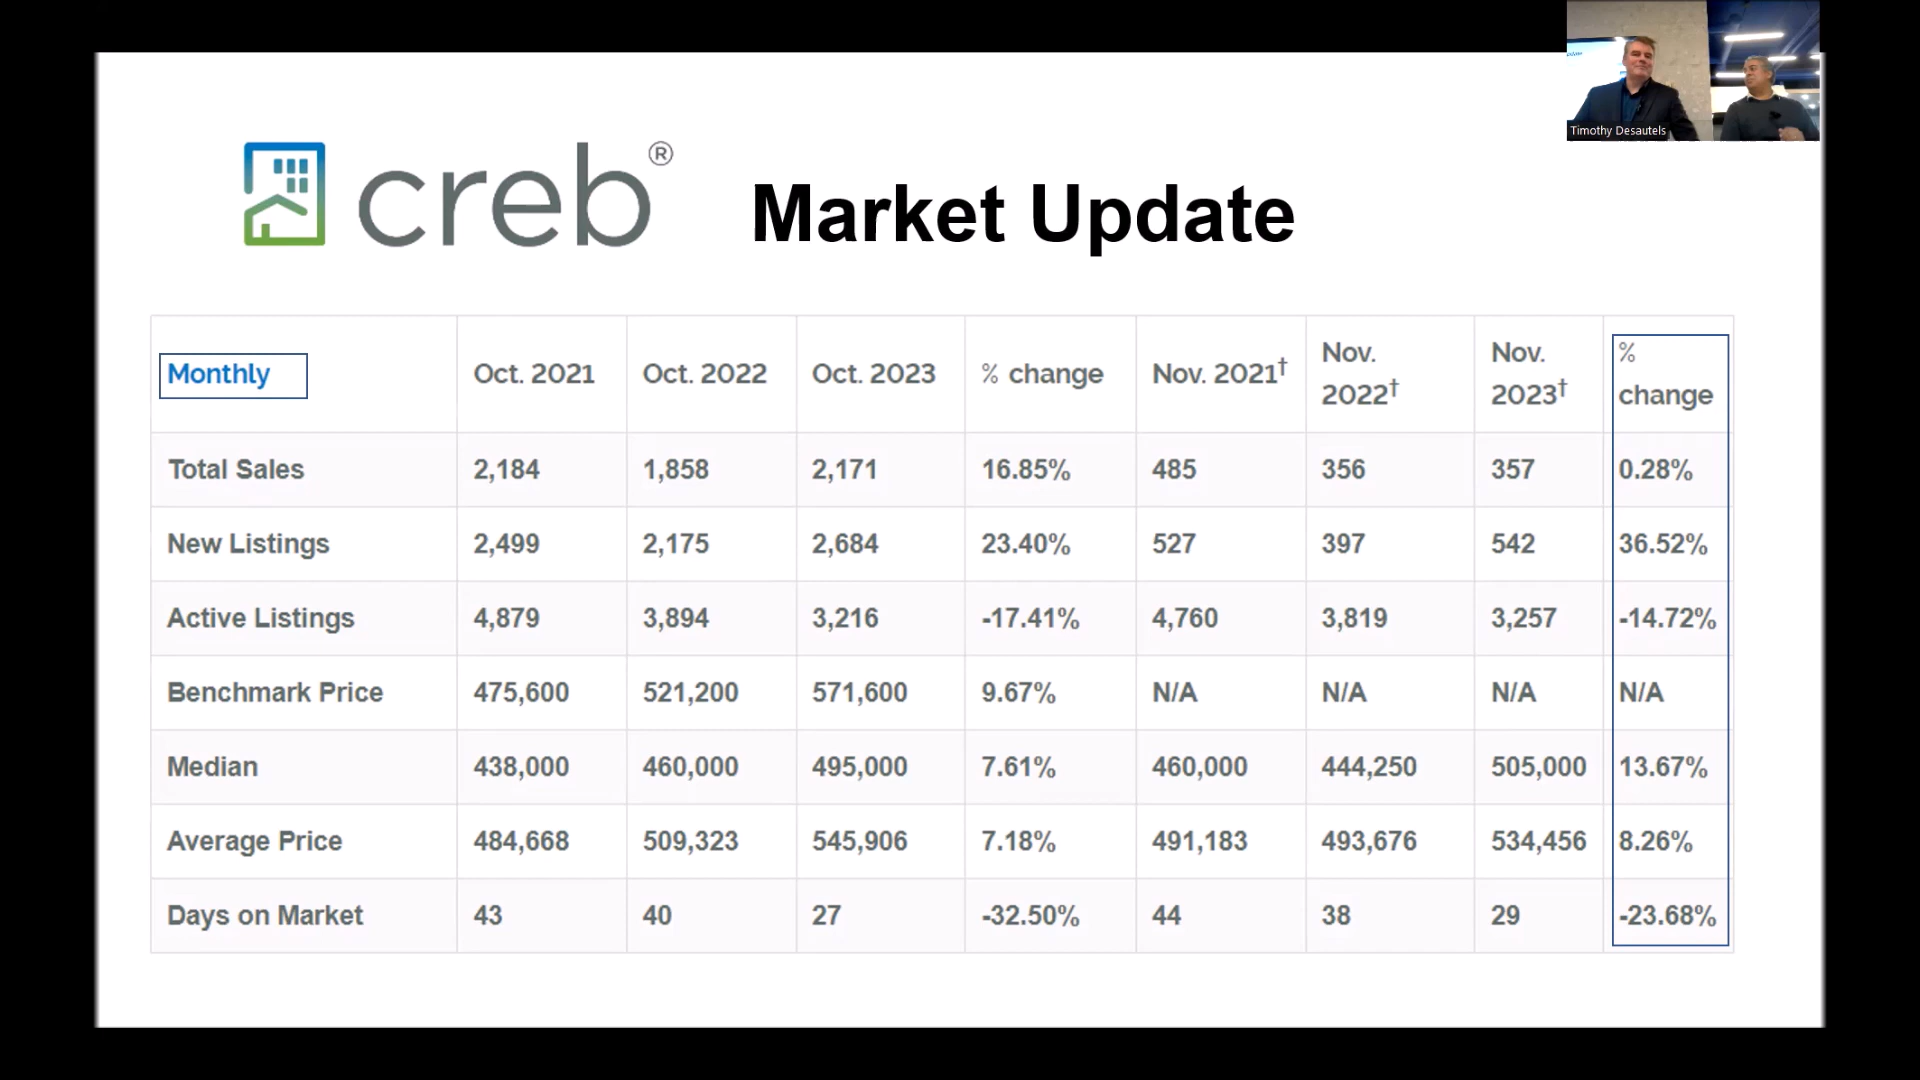 Timothy Desautels
creb® Market Update
Monthly Oct. 2021 Oct. 2022 Oct. 2023 % change Nov. 2021† Nov. 2022† Nov. 2023† % change
Total Sales 2,184 1,858 2,171 16.85% 485 356 357 0.28%
New Listings 2,499 2,175 2,684 23.40% 527 397 542 36.52%
Active Listings 4,879 3,894 3,216 -17.41% 4,760 3,819 3,257 -14.72%
Benchmark Price 475,600 521,200 571,600 9.67% N/A N/A N/A N/A
Median 438,000 460,000 495,000 7.61% 460,000 444,250 505,000 13.67%
Average Price 484,668 509,323 545,906 7.18% 491,183 493,676 534,456 8.26%
Days on Market 43 40 27 -32.50% 44 38 29 -23.68%